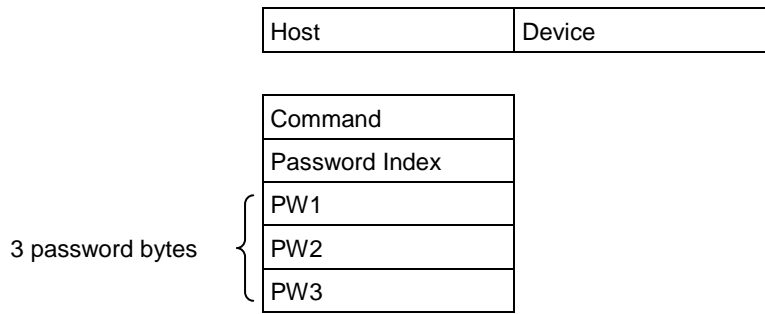 Host Device
Command
Password Index
PW1
3 password bytes PW2
PW3